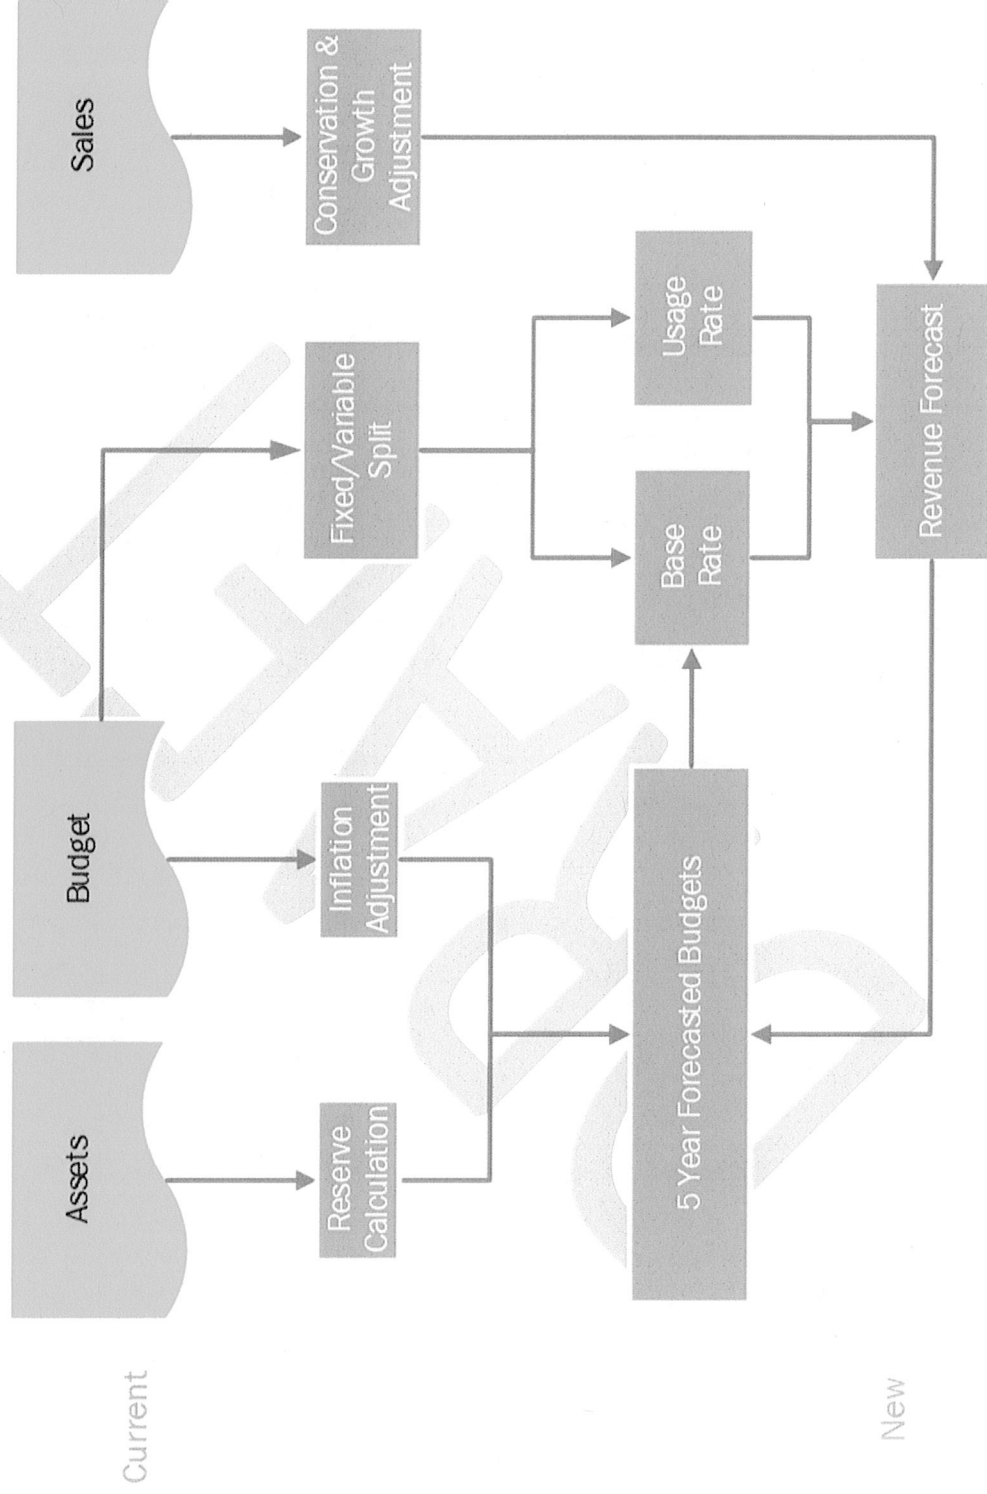 Current
Assets
Budget
Sales
Reserve
Calculation
Inflation
Adjustment
Fixed/Variable
Split
Conservation &
Growth
Adjustment
5 Year Forecasted Budgets
Base
Rate
Usage
Rate
New
Revenue Forecast
DRAFT